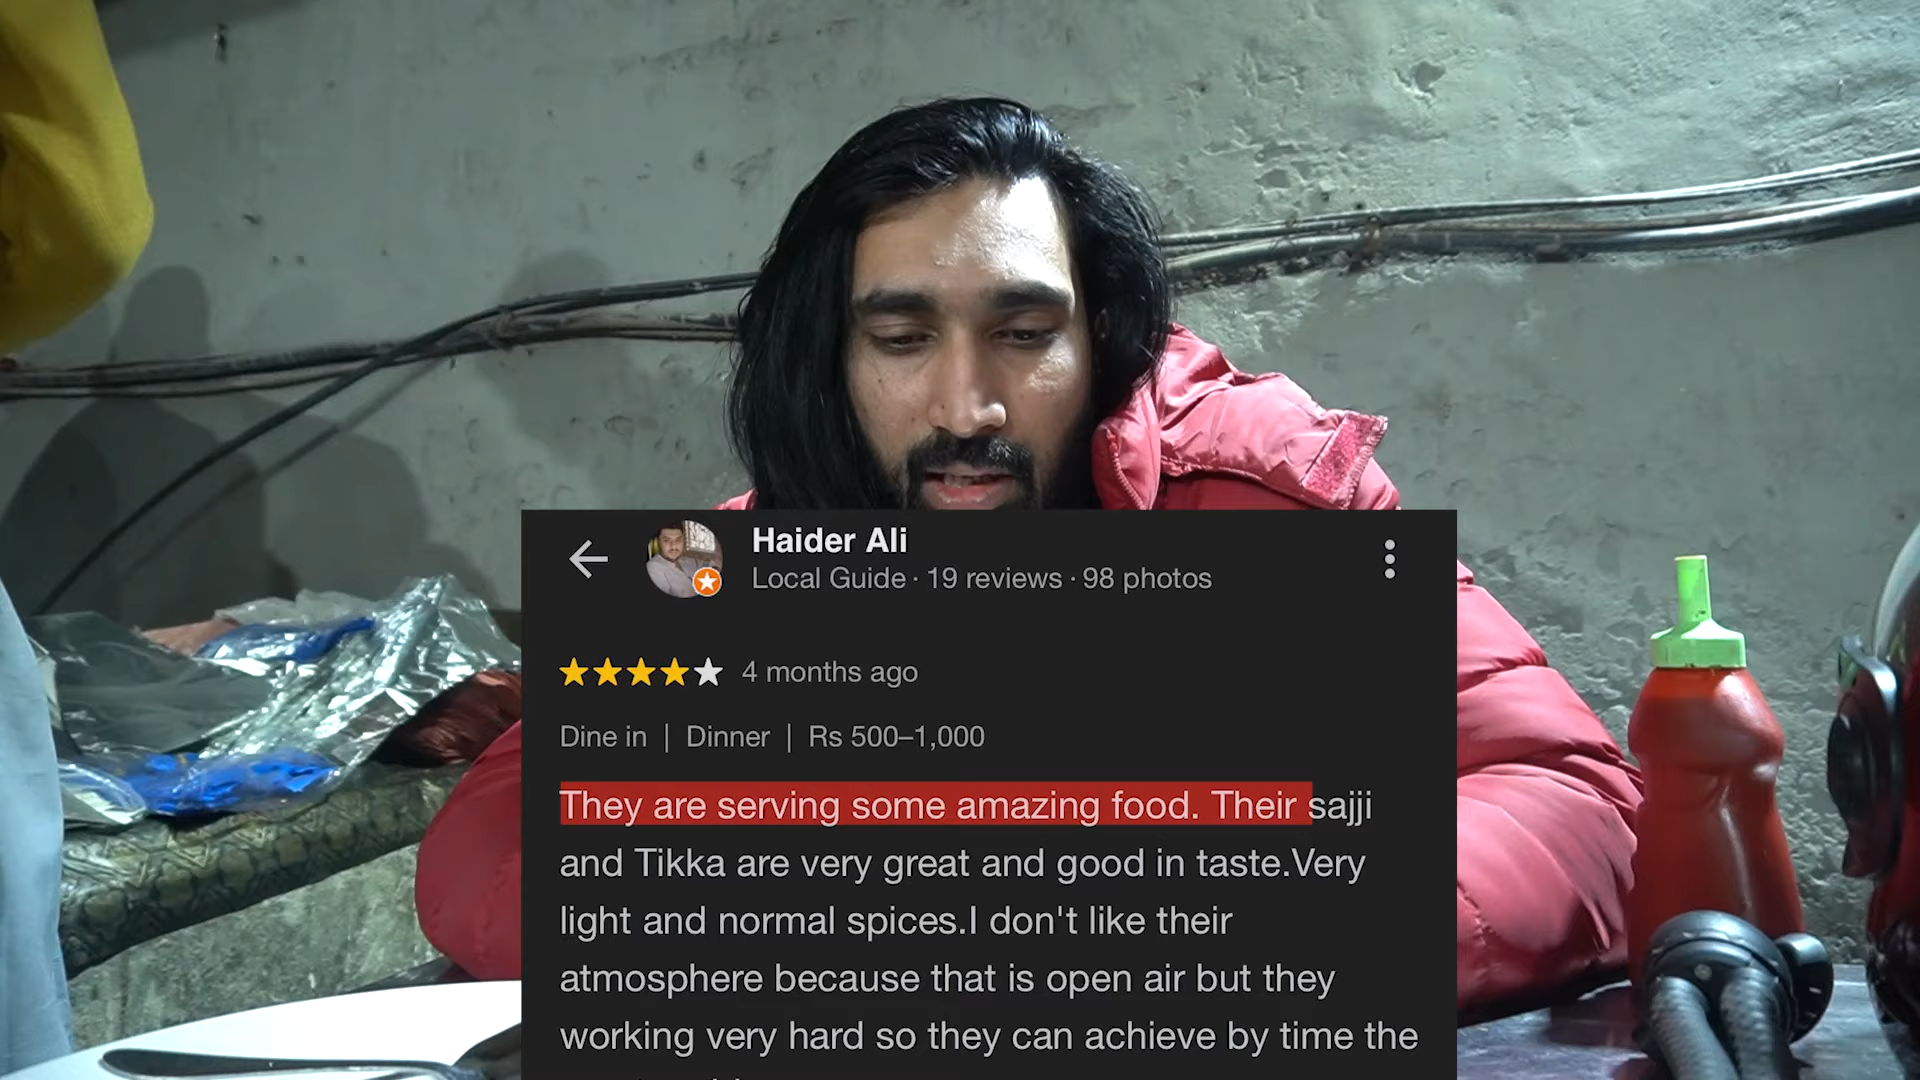 Haider Ali
Local Guide · 19 reviews · 98 photos
4 months ago
Dine in | Dinner | Rs 500–1,000
They are serving some amazing food. Their sajji
and Tikka are very great and good in taste.Very
light and normal spices.I don't like their
atmosphere because that is open air but they
working very hard so they can achieve by time the